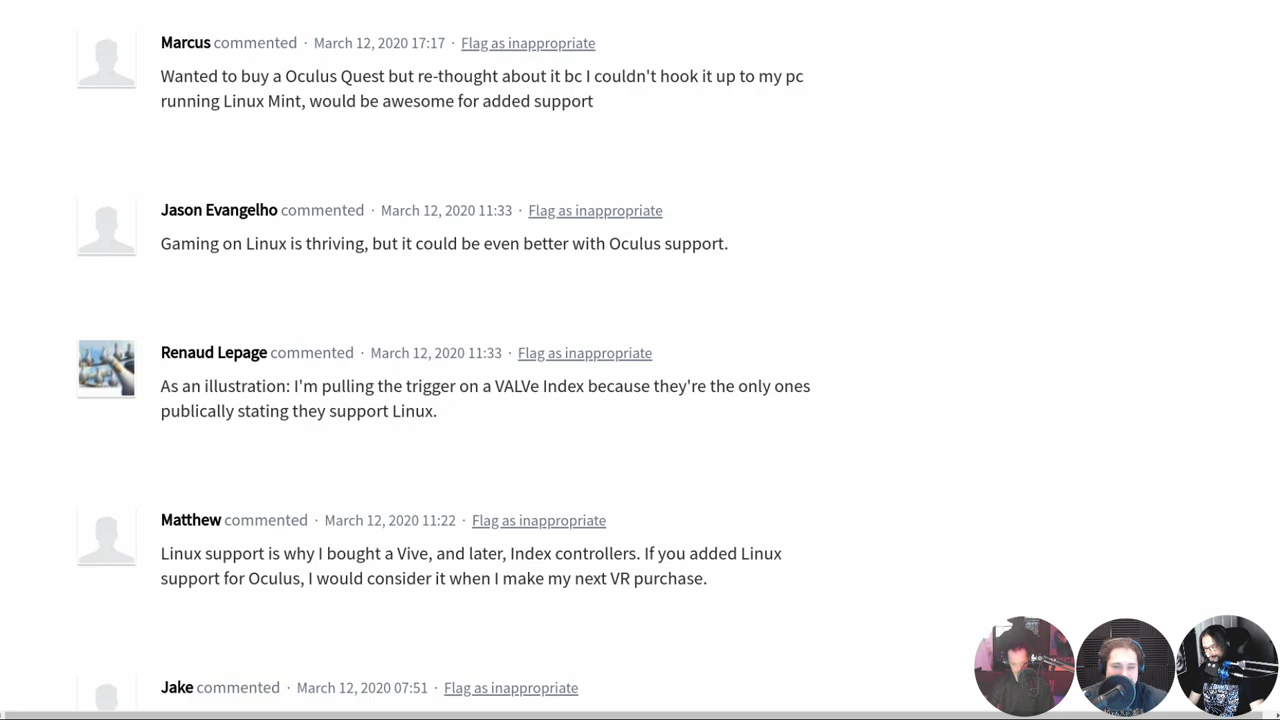 Marcus commented · March 12, 2020 17:17 · Flag as inappropriate
Wanted to buy a Oculus Quest but re-thought about it bc I couldn't hook it up to my pc
running Linux Mint, would be awesome for added support
Jason Evangelho commented · March 12, 2020 11:33 · Flag as inappropriate
Gaming on Linux is thriving, but it could be even better with Oculus support.
Renaud Lepage commented · March 12, 2020 11:33 · Flag as inappropriate
As an illustration: I'm pulling the trigger on a VALVe Index because they're the only ones
publically stating they support Linux.
Matthew commented · March 12, 2020 11:22 · Flag as inappropriate
Linux support is why I bought a Vive, and later, Index controllers. If you added Linux
support for Oculus, I would consider it when I make my next VR purchase.
Jake commented · March 12, 2020 07:51 · Flag as inappropriate